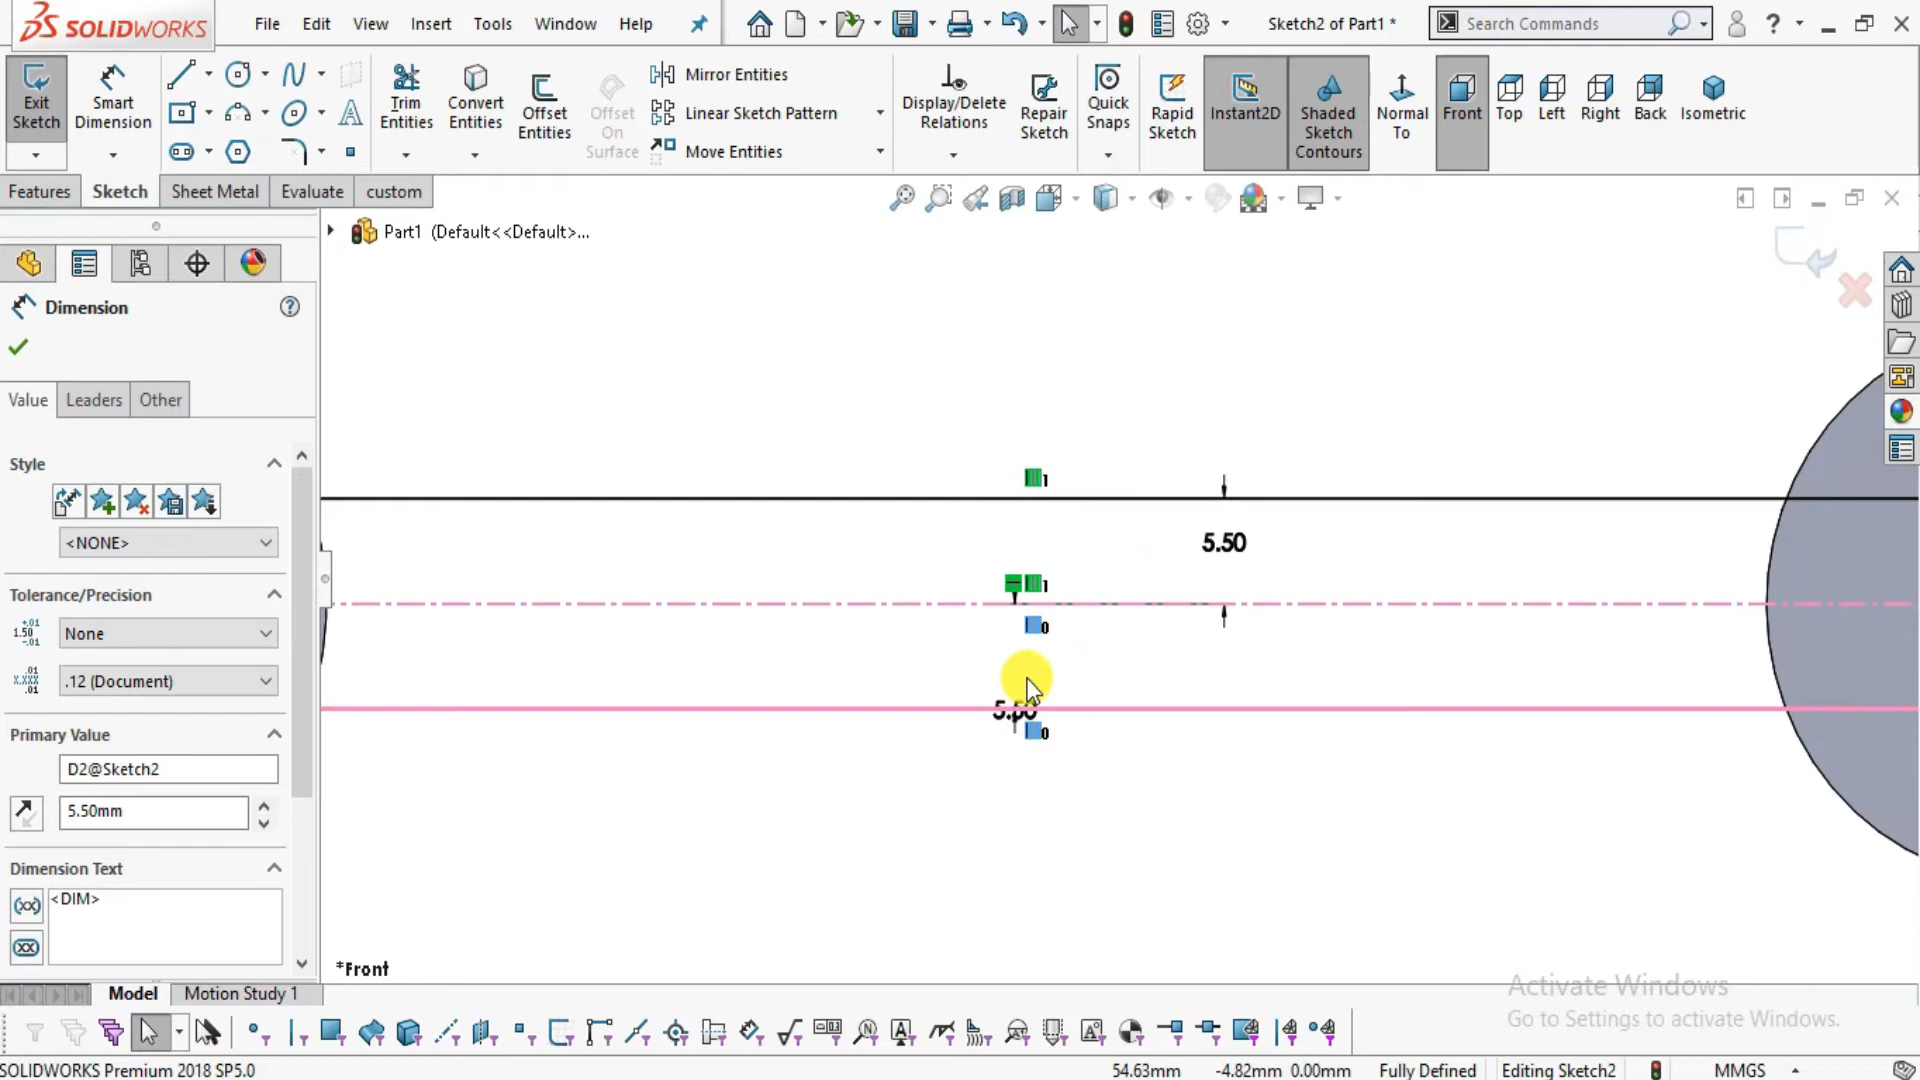 SOLIDWORKS
File Edit View Insert Tools Window Help
Sketch2 of Part1 *
Search Commands
Exit Sketch
Smart Dimension
Trim Entities
Convert Entities
Offset Entities
Offset On Surface
Mirror Entities
Linear Sketch Pattern
Move Entities
Display/Delete Relations
Repair Sketch
Quick Snaps
Rapid Sketch
Instant2D
Shaded Sketch Contours
Normal To
Front
Top
Left
Right
Back
Isometric
Features Sketch Sheet Metal Evaluate custom
Part1 (Default<<Default>...
Dimension
Value Leaders Other
Style
<NONE>
Tolerance/Precision
None
.12 (Document)
Primary Value
D2@Sketch2
5.50mm
Dimension Text
<DIM>
1
5.50
1
0
5.50
0
*Front
Model Motion Study 1
Activate Windows
Go to Settings to activate Windows.
SOLIDWORKS Premium 2018 SP5.0
54.63mm -4.82mm 0.00mm Fully Defined Editing Sketch2 MMGS